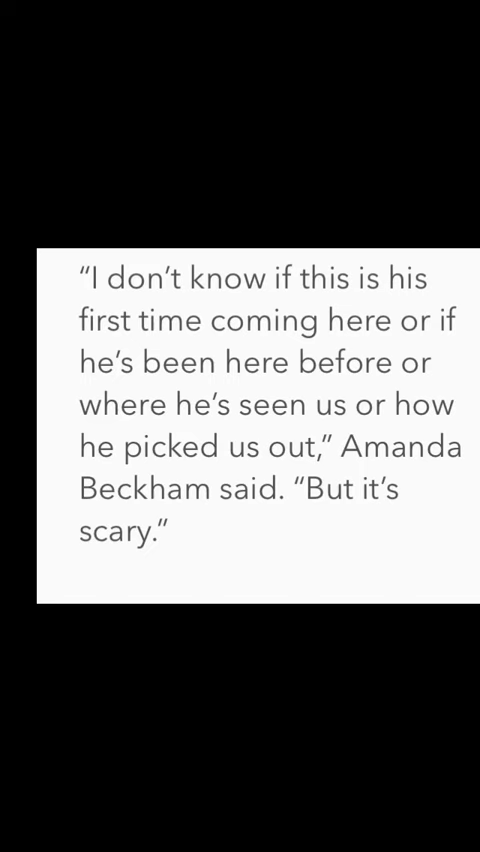 “I don’t know if this is his
first time coming here or if
he’s been here before or
where he’s seen us or how
he picked us out,” Amanda
Beckham said. “But it’s
scary.”